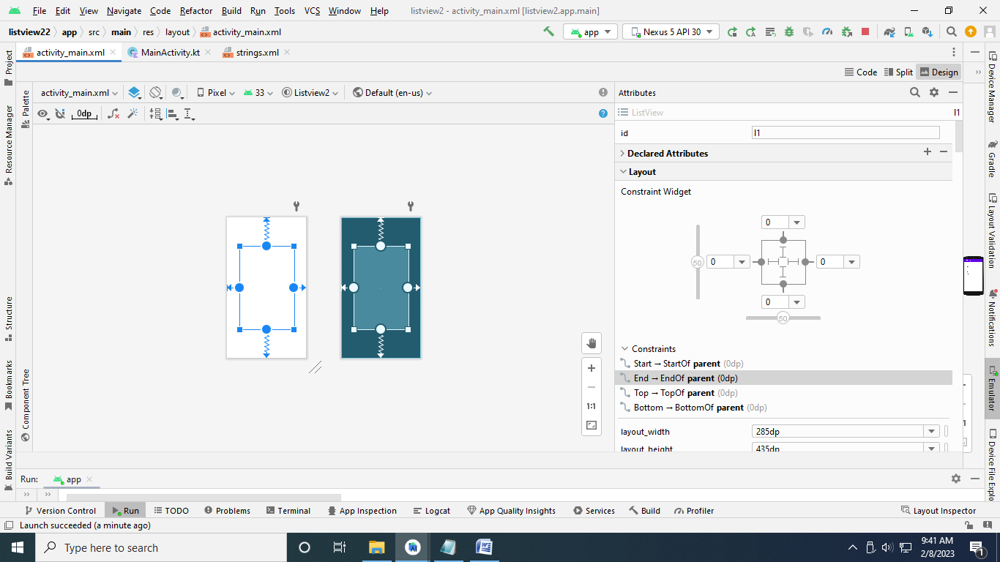 File Edit View Navigate Code Refactor Build Run Tools VCS Window Help listview2 - activity_main.xml [listview2.app.main]
listview22 app src main res layout activity_main.xml app Nexus 5 API 30
activity_main.xml MainActivity.kt strings.xml
Code Split Design
activity_main.xml Pixel 33 Listview2 Default (en-us)
0dp
Project
Resource Manager
Structure
Bookmarks
Build Variants
Palette
Component Tree
Attributes
ListView l1
id l1
Declared Attributes
Layout
Constraint Widget
0
50 0 0
0
50
Constraints
Start → StartOf parent (0dp)
End → EndOf parent (0dp)
Top → TopOf parent (0dp)
Bottom → BottomOf parent (0dp)
layout_width 285dp
layout_height 435dp
1:1
Device Manager
Gradle
Layout Validation
Notifications
Emulator
Device File Explo
Run: app
Version Control Run TODO Problems Terminal App Inspection Logcat App Quality Insights Services Build Profiler Layout Inspector
Launch succeeded (a minute ago)
Type here to search
9:41 AM
2/8/2023
1